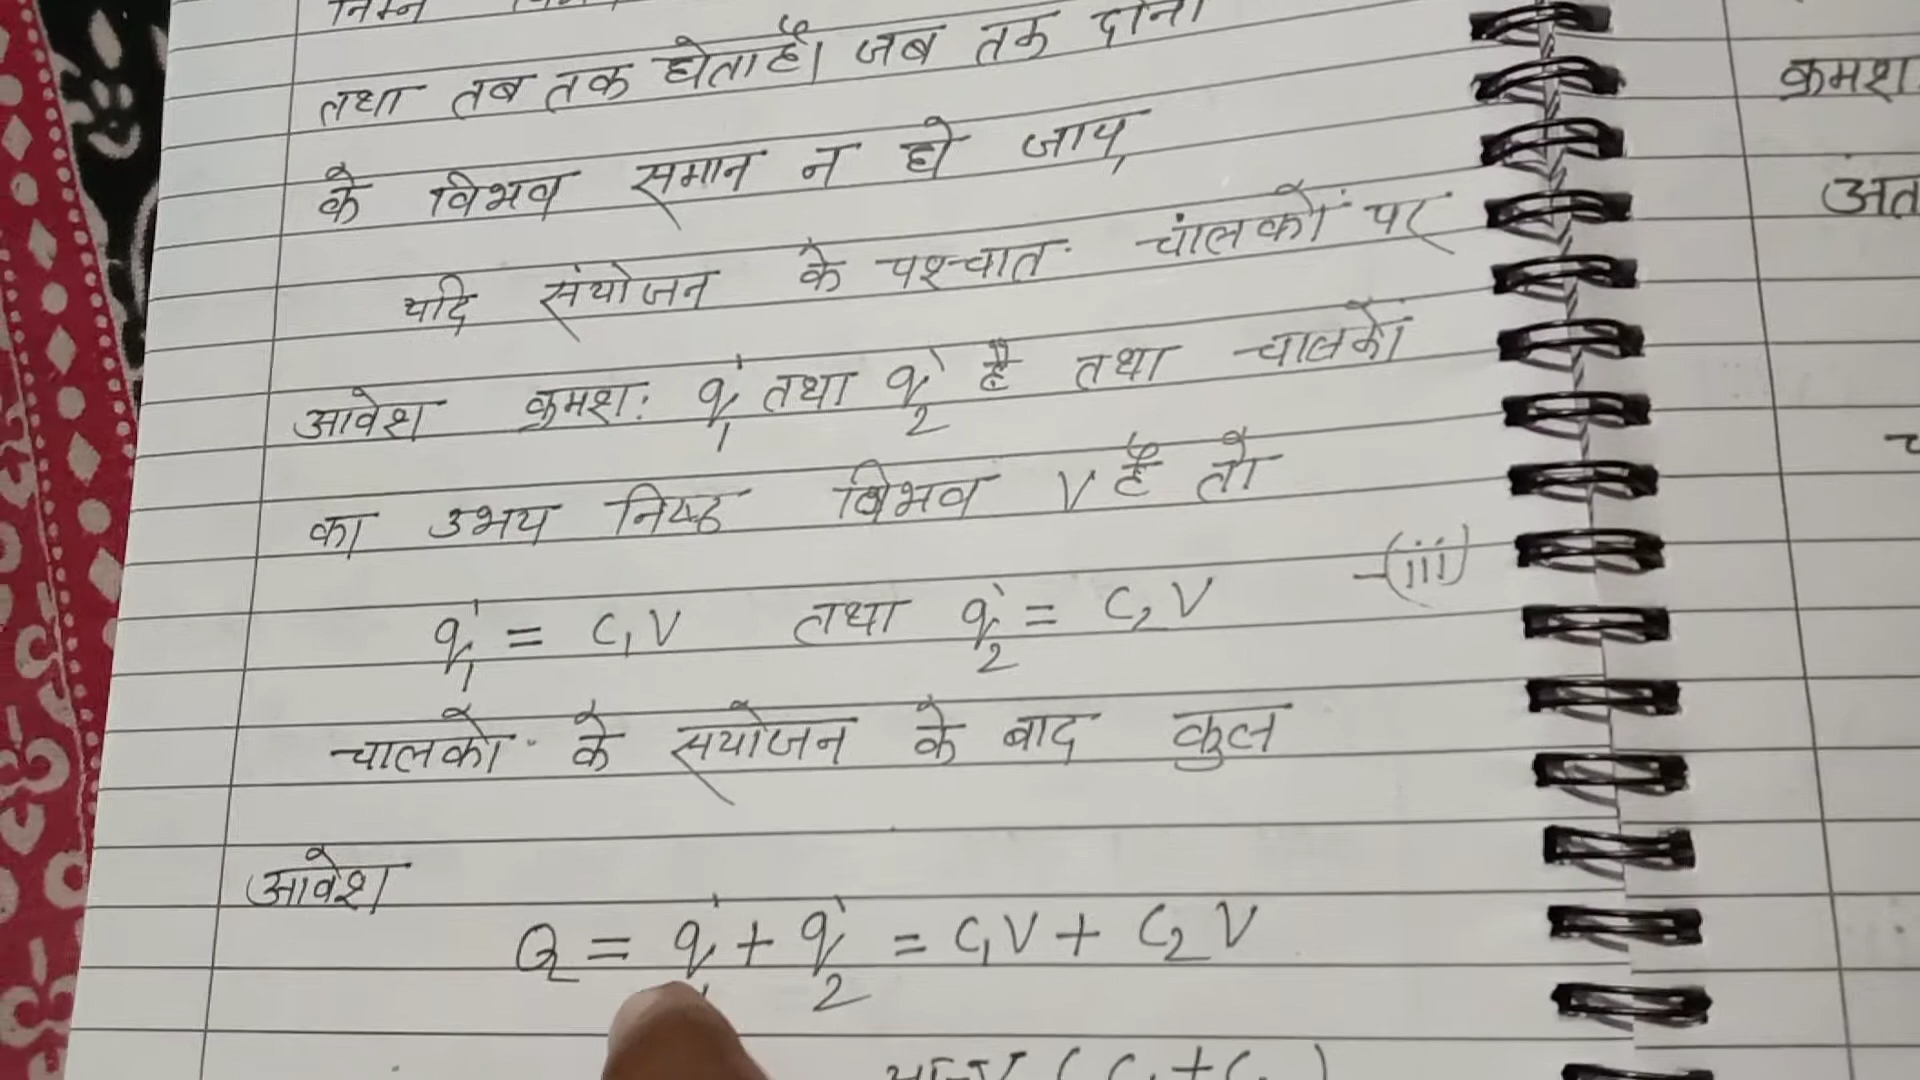 निम्न
तथा तब तक होता है। जब तक दोनो
के विभव समान न हो जाय,
यदि संयोजन के पश्चात चांलकों पर
आवेश क्रमश: q₁' तथा q₂' है तथा चालकों
का उभय निष्ठ विभव V है तो
q₁' = C₁V तथा q₂' = C₂V -(iii)
चालको के सयोजन के बाद कुल
आवेश
Q = q₁' + q₂' = C₁V + C₂V
क्रमश
अत